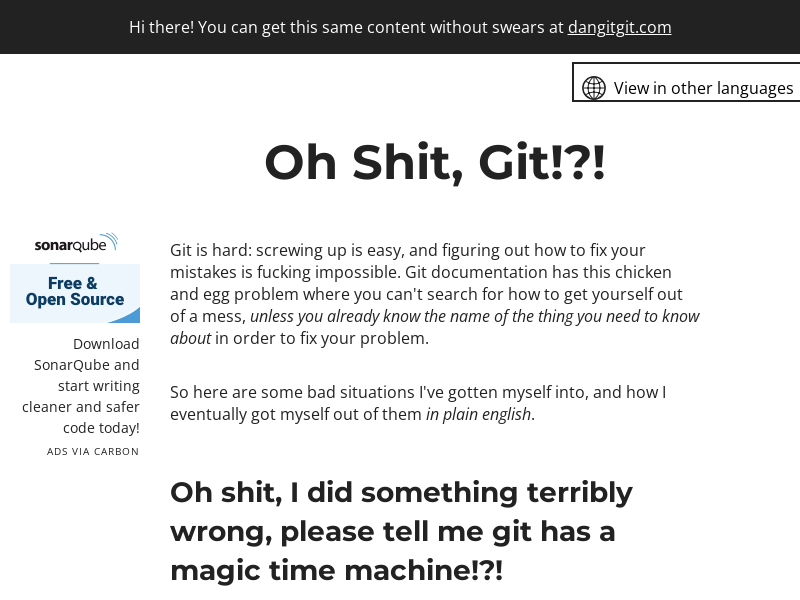 Hi there! You can get this same content without swears at dangitgit.com
View in other languages
Oh Shit, Git!?!
sonarqube
Free &
Open Source
Download
SonarQube and
start writing
cleaner and safer
code today!
ADS VIA CARBON
Git is hard: screwing up is easy, and figuring out how to fix your
mistakes is fucking impossible. Git documentation has this chicken
and egg problem where you can't search for how to get yourself out
of a mess, unless you already know the name of the thing you need to know
about in order to fix your problem.
So here are some bad situations I've gotten myself into, and how I
eventually got myself out of them in plain english.
Oh shit, I did something terribly
wrong, please tell me git has a
magic time machine!?!